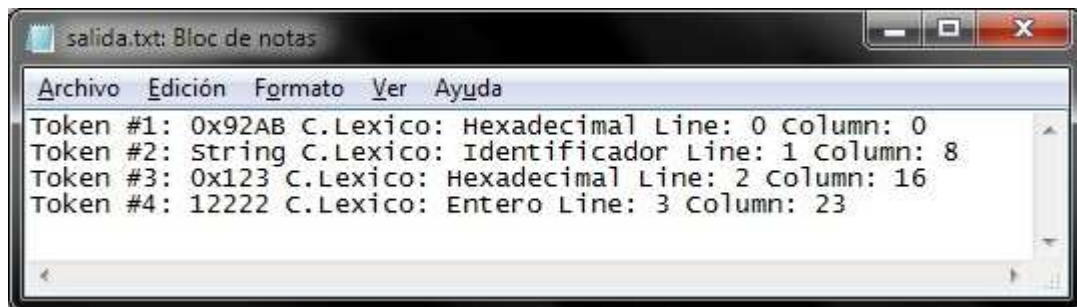 salida.txt: Bloc de notas
Archivo Edición Formato Ver Ayuda
Token #1: 0x92AB C.Lexico: Hexadecimal Line: 0 Column: 0
Token #2: String C.Lexico: Identificador Line: 1 Column: 8
Token #3: 0x123 C.Lexico: Hexadecimal Line: 2 Column: 16
Token #4: 12222 C.Lexico: Entero Line: 3 Column: 23